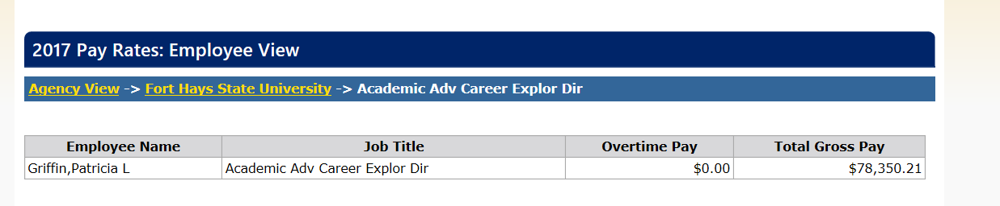 2017 Pay Rates: Employee View
Agency View -> Fort Hays State University -> Academic Adv Career Explor Dir
Employee Name Job Title Overtime Pay Total Gross Pay
Griffin,Patricia L Academic Adv Career Explor Dir $0.00 $78,350.21